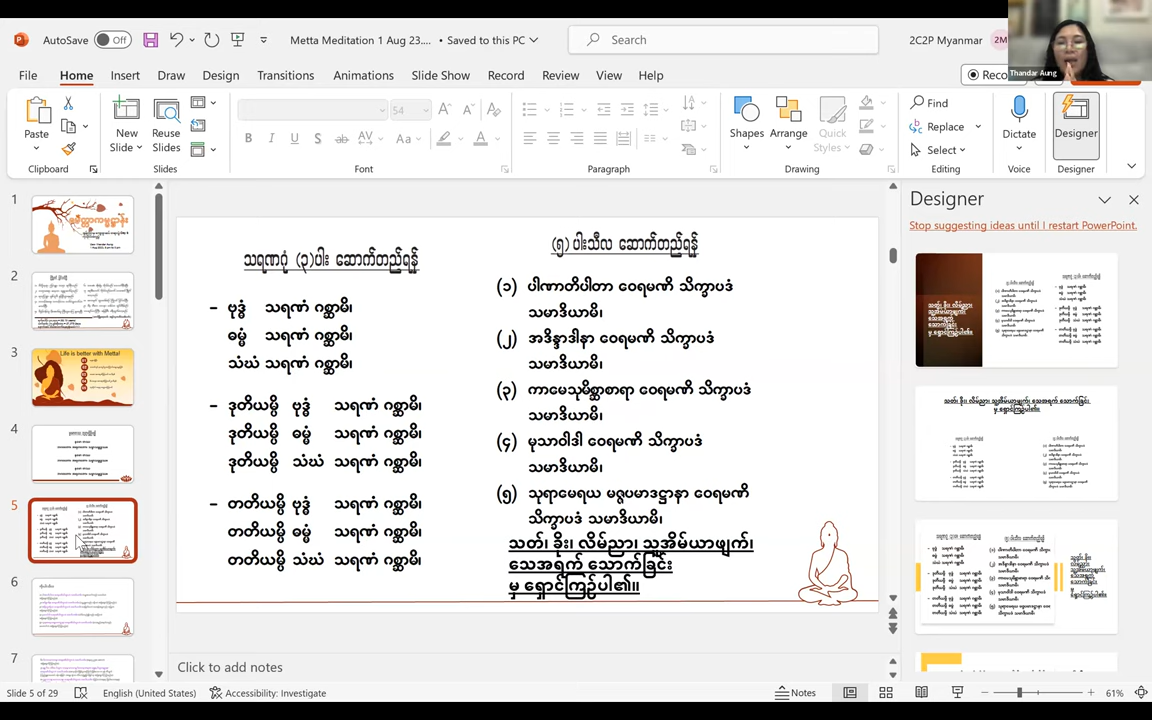 AutoSave Off
Metta Meditation 1 Aug 23.... • Saved to this PC
Search
2C2P Myanmar 2M
Thandar Aung
File Home Insert Draw Design Transitions Animations Slide Show Record Review View Help
Paste
New Slide
Reuse Slides
54
Shapes
Arrange
Quick Styles
Find
Replace
Select
Dictate
Designer
Clipboard Slides Font Paragraph Drawing Editing Voice Designer
သရဏဂုံ (၃)ပါး ဆောက်တည်ရန်
- ဗုဒ္ဓံ သရဏံ ဂစ္ဆာမိ၊
ဓမ္မံ သရဏံ ဂစ္ဆာမိ၊
သံဃံ သရဏံ ဂစ္ဆာမိ၊
- ဒုတိယမ္ပိ ဗုဒ္ဓံ သရဏံ ဂစ္ဆာမိ၊
ဒုတိယမ္ပိ ဓမ္မံ သရဏံ ဂစ္ဆာမိ၊
ဒုတိယမ္ပိ သံဃံ သရဏံ ဂစ္ဆာမိ၊
- တတိယမ္ပိ ဗုဒ္ဓံ သရဏံ ဂစ္ဆာမိ၊
တတိယမ္ပိ ဓမ္မံ သရဏံ ဂစ္ဆာမိ၊
တတိယမ္ပိ သံဃံ သရဏံ ဂစ္ဆာမိ၊
(၅) ပါးသီလ ဆောက်တည်ရန်
(၁) ပါဏာတိပါတာ ဝေရမဏိ သိက္ခာပဒံ
သမာဒိယာမိ၊
(၂) အဒိန္နာဒါနာ ဝေရမဏိ သိက္ခာပဒံ
သမာဒိယာမိ၊
(၃) ကာမေသုမိစ္ဆာစာရာ ဝေရမဏိ သိက္ခာပဒံ
သမာဒိယာမိ၊
(၄) မုသာဝါဒါ ဝေရမဏိ သိက္ခာပဒံ
သမာဒိယာမိ၊
(၅) သုရာမေရယ မဇ္ဇပမာဒဋ္ဌာနာ ဝေရမဏိ
သိက္ခာပဒံ သမာဒိယာမိ၊
သတ်၊ ခိုး၊ လိမ်ညာ၊ သူ့အိမ်ယာဖျက်၊
သေအရက် သောက်ခြင်း
မှ ရှောင်ကြဉ်ပါ၏။
1
2
3
Life is better with Metta!
4
5
6
7
Designer
Stop suggesting ideas until I restart PowerPoint.
Click to add notes
Slide 5 of 29 English (United States) Accessibility: Investigate Notes 61%